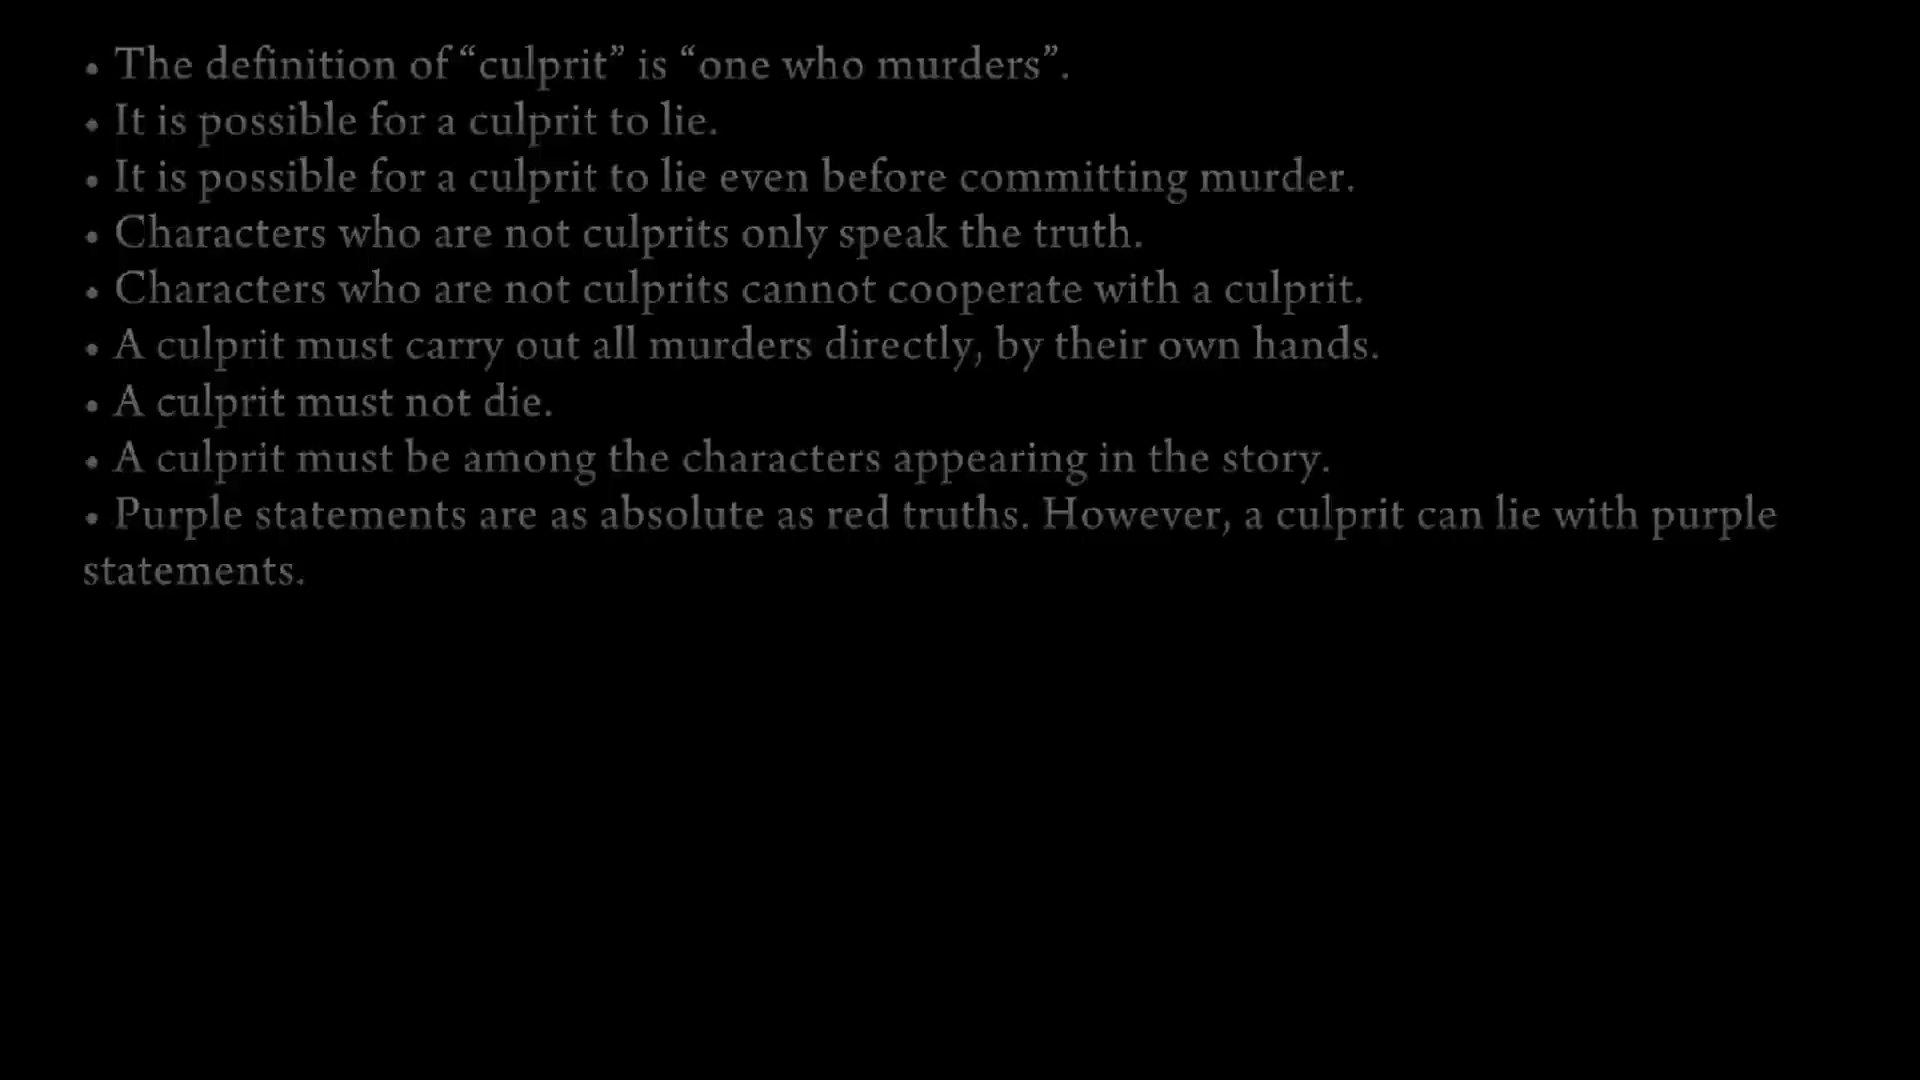 • The definition of “culprit” is “one who murders”.
• It is possible for a culprit to lie.
• It is possible for a culprit to lie even before committing murder.
• Characters who are not culprits only speak the truth.
• Characters who are not culprits cannot cooperate with a culprit.
• A culprit must carry out all murders directly, by their own hands.
• A culprit must not die.
• A culprit must be among the characters appearing in the story.
• Purple statements are as absolute as red truths. However, a culprit can lie with purple
statements.